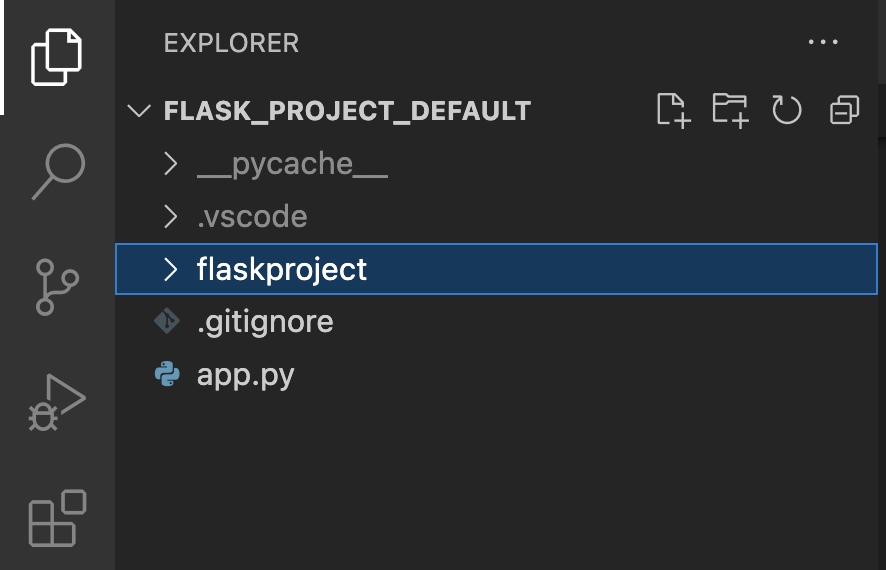 EXPLORER
FLASK_PROJECT_DEFAULT
__pycache__
.vscode
flaskproject
.gitignore
app.py